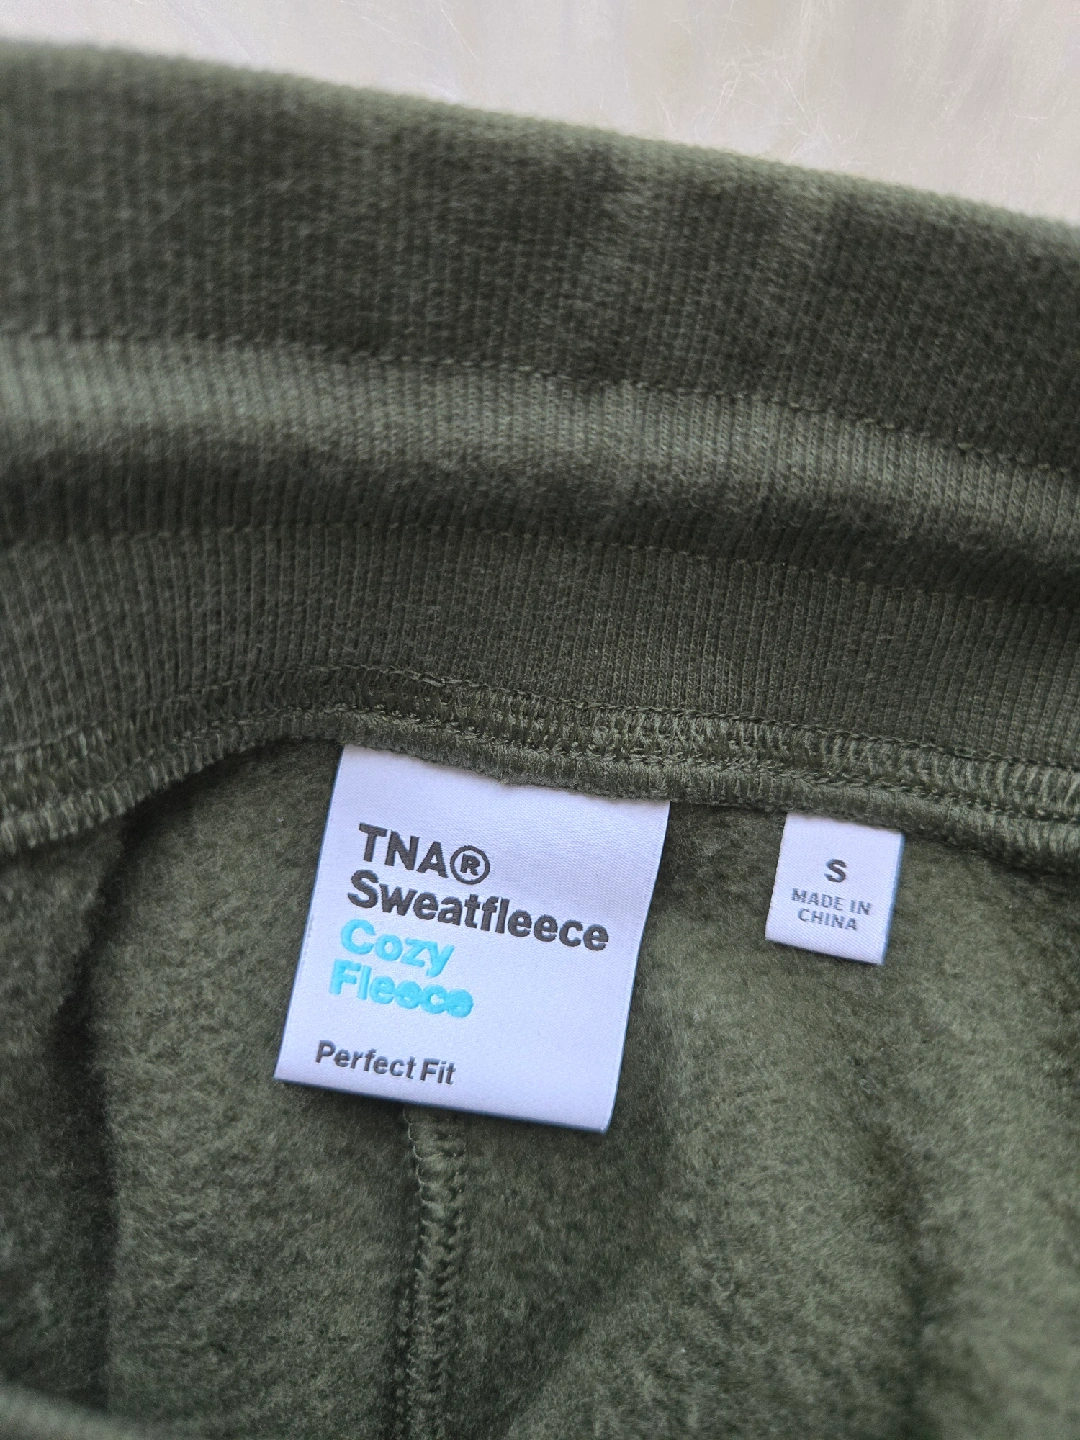 TNA®
Sweatfleece
Cozy
Fleece
Perfect Fit
S
MADE IN
CHINA